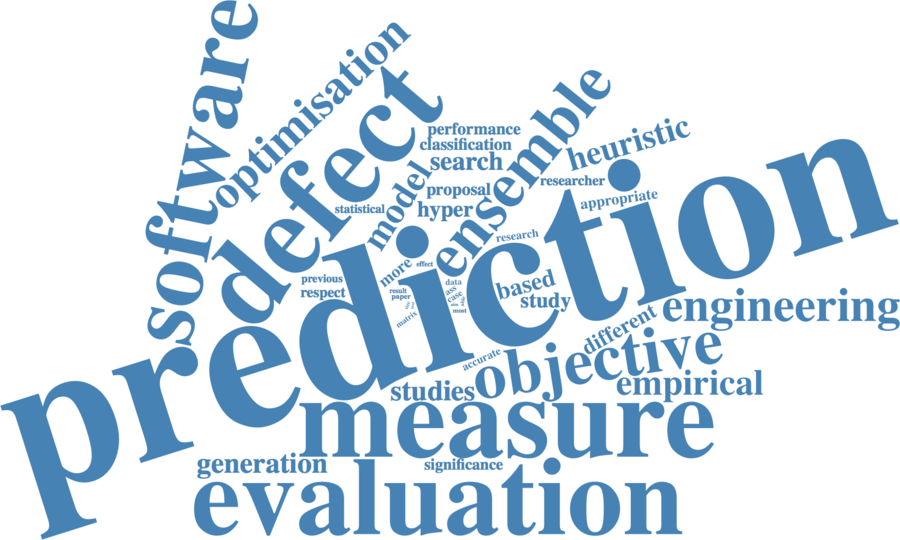 software
optimisation
defect
performance
classification
search
ensemble
heuristic
model
proposal
hyper
statistical
researcher
appropriate
prediction
research
more
effect
previous
respect
result
paper
matrix
data
ass
case
most
based
study
engineering
different
objective
accurate
empirical
studies
measure
generation
significance
evaluation